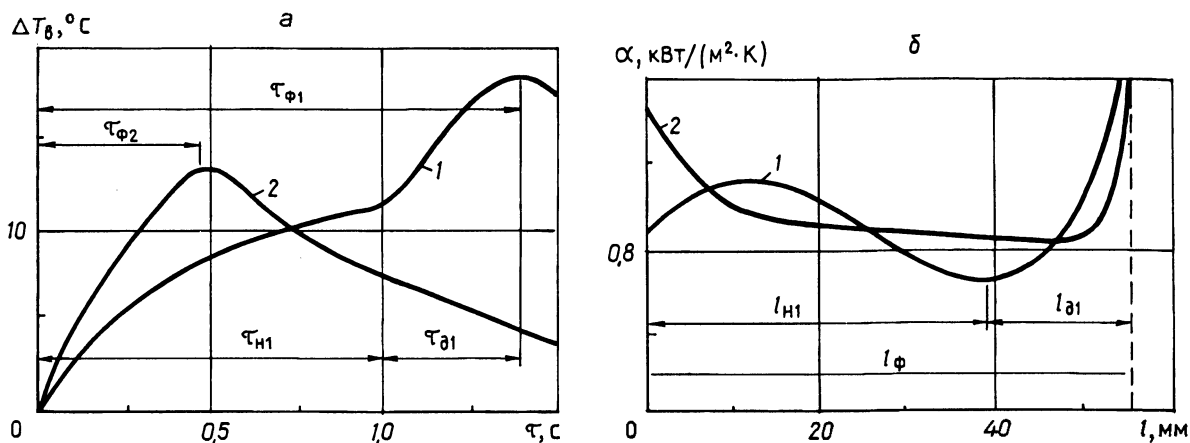 а
ΔT_в, °C
τ_ф1
τ_ф2
1
2
10
τ_н1
τ_д1
0
0,5
1,0
τ, с
б
α, кВт/(м²·К)
2
1
0,8
l_н1
l_д1
l_ф
0
20
40
l, мм